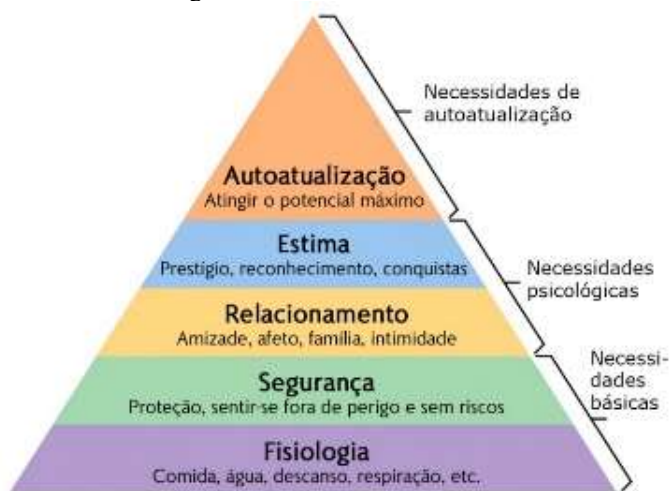 Necessidades de
autoatualização
Autoatualização
Atingir o potencial máximo
Estima
Prestígio, reconhecimento, conquistas
Necessidades
psicológicas
Relacionamento
Amizade, afeto, família, intimidade
Necessi-
dades
básicas
Segurança
Proteção, sentir-se fora de perigo e sem riscos
Fisiologia
Comida, água, descanso, respiração, etc.